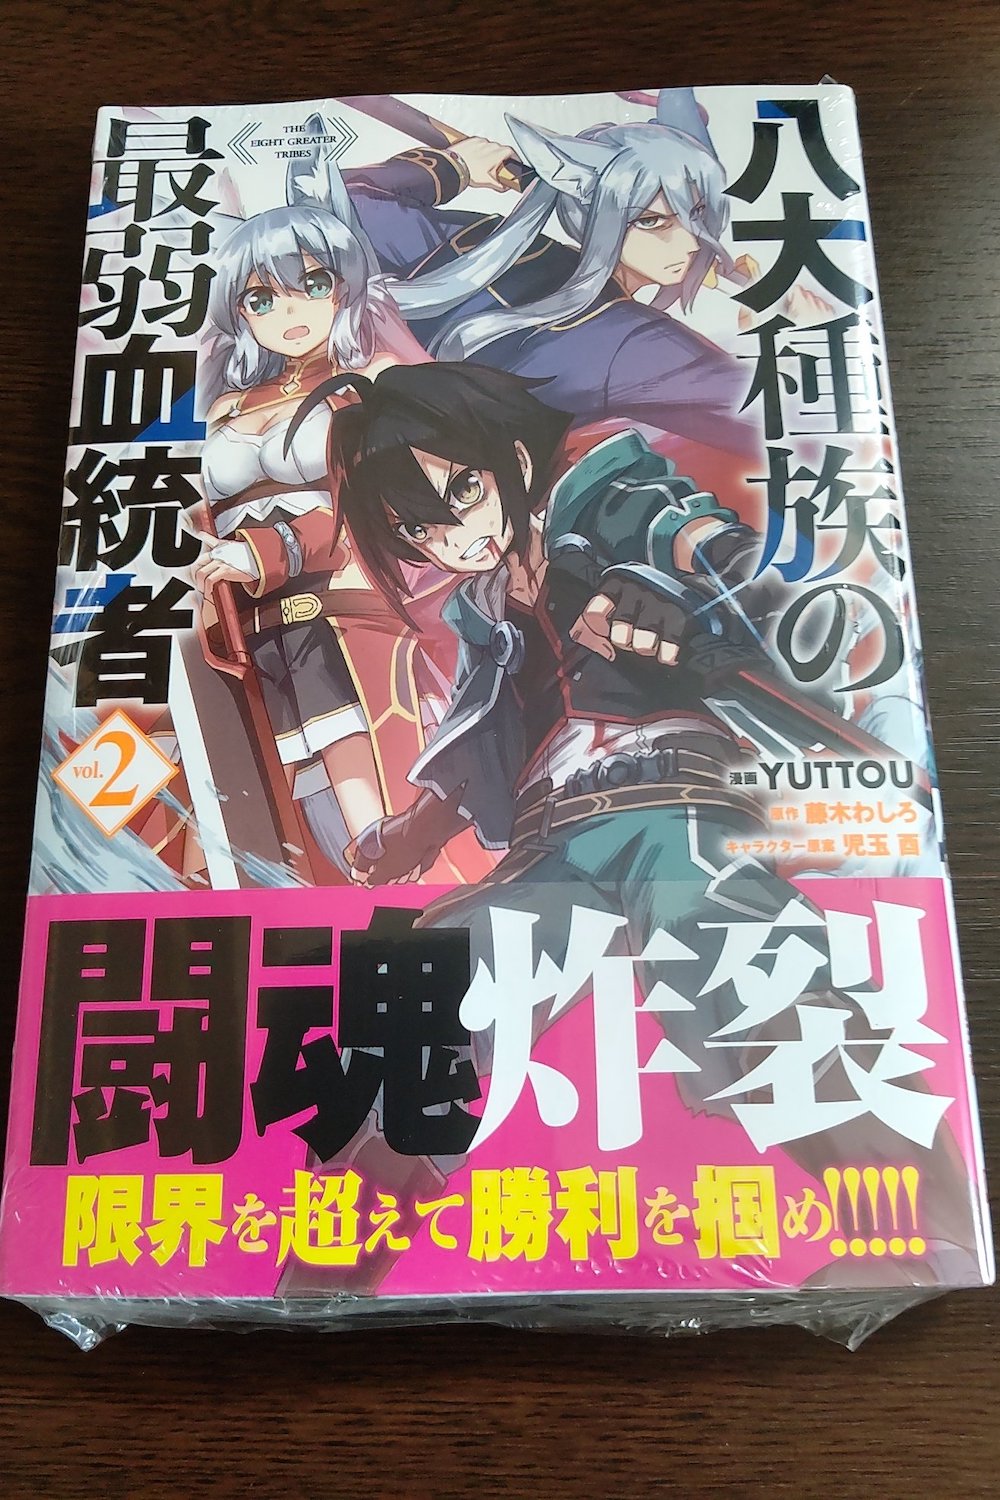 八大種族の
最弱血統者
THE
EIGHT GREATER
TRIBES
vol.2
漫画 YUTTOU
原作 藤木わしろ
キャラクター原案 児玉 酉
闘魂炸裂
限界を超えて勝利を掴め!!!!!